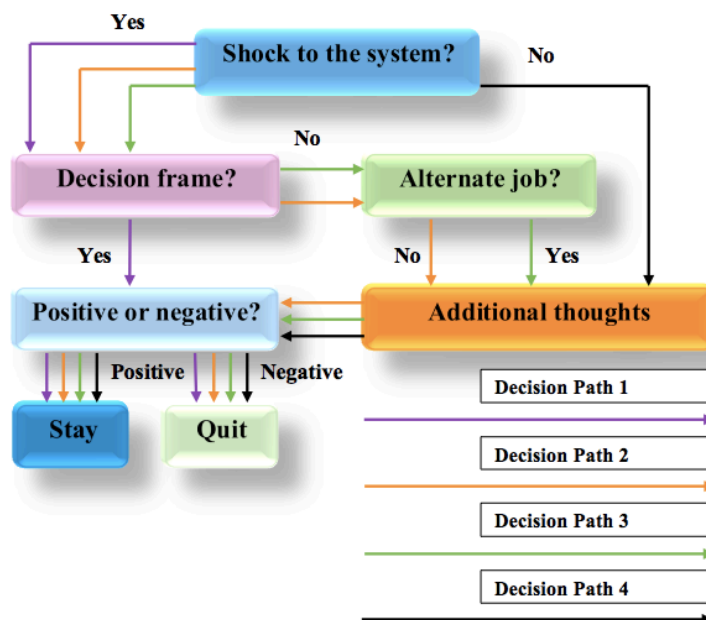 Yes
Shock to the system?
No
Decision frame?
No
Alternate job?
Yes
No
Yes
Positive or negative?
Additional thoughts
Positive
Negative
Stay
Quit
Decision Path 1
Decision Path 2
Decision Path 3
Decision Path 4